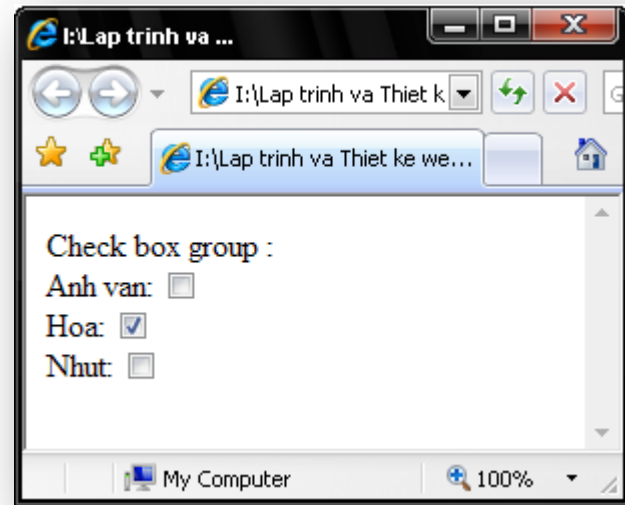 I:\Lap trinh va ...
I:\Lap trinh va Thiet k
G
I:\Lap trinh va Thiet ke we...
Check box group :
Anh van:
Hoa:
Nhut:
My Computer
100%